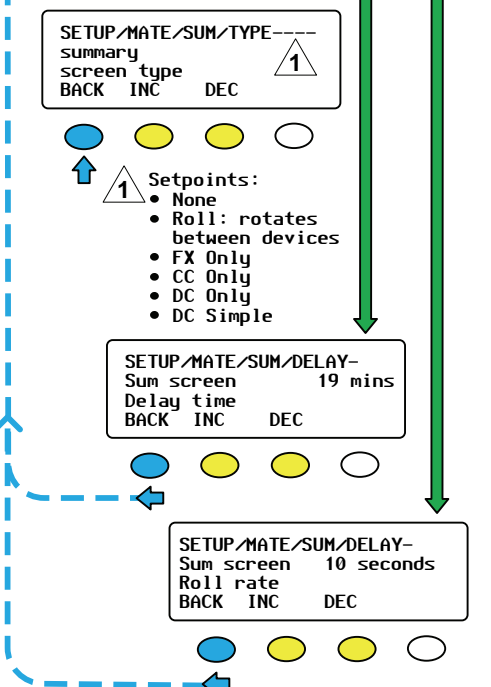 SETUP/MATE/SUM/TYPE----
summary
screen type
1
BACK INC DEC
1
Setpoints:
• None
• Roll: rotates
between devices
• FX Only
• CC Only
• DC Only
• DC Simple
SETUP/MATE/SUM/DELAY-
Sum screen 19 mins
Delay time
BACK INC DEC
SETUP/MATE/SUM/DELAY-
Sum screen 10 seconds
Roll rate
BACK INC DEC